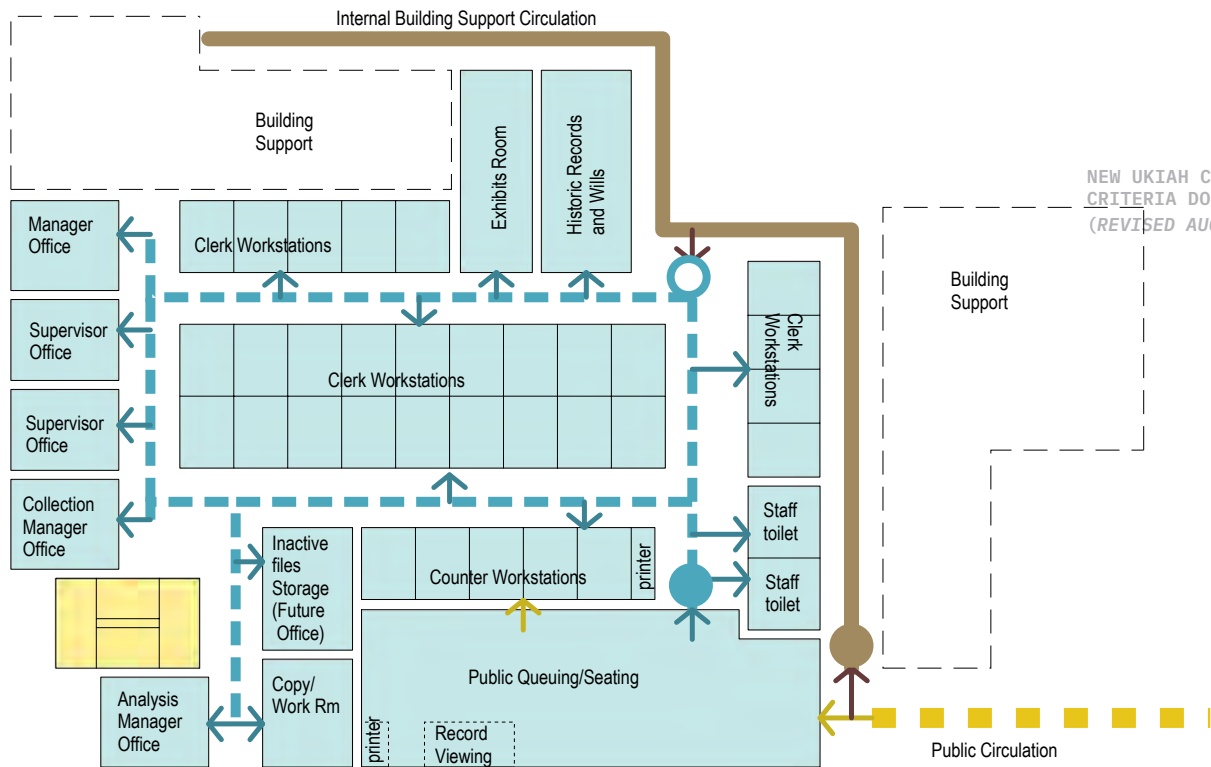 Internal Building Support Circulation
Building
Support
Exhibits Room
Historic Records
and Wills
NEW UKIAH C
CRITERIA DO
(REVISED AUG
Manager
Office
Clerk Workstations
Building
Support
Supervisor
Office
Clerk Workstations
Clerk
Workstations
Supervisor
Office
Collection
Manager
Office
Staff
toilet
Inactive
files
Storage
(Future
Office)
Counter Workstations
printer
Staff
toilet
Public Queuing/Seating
Analysis
Manager
Office
Copy/
Work Rm
printer
Record
Viewing
Public Circulation